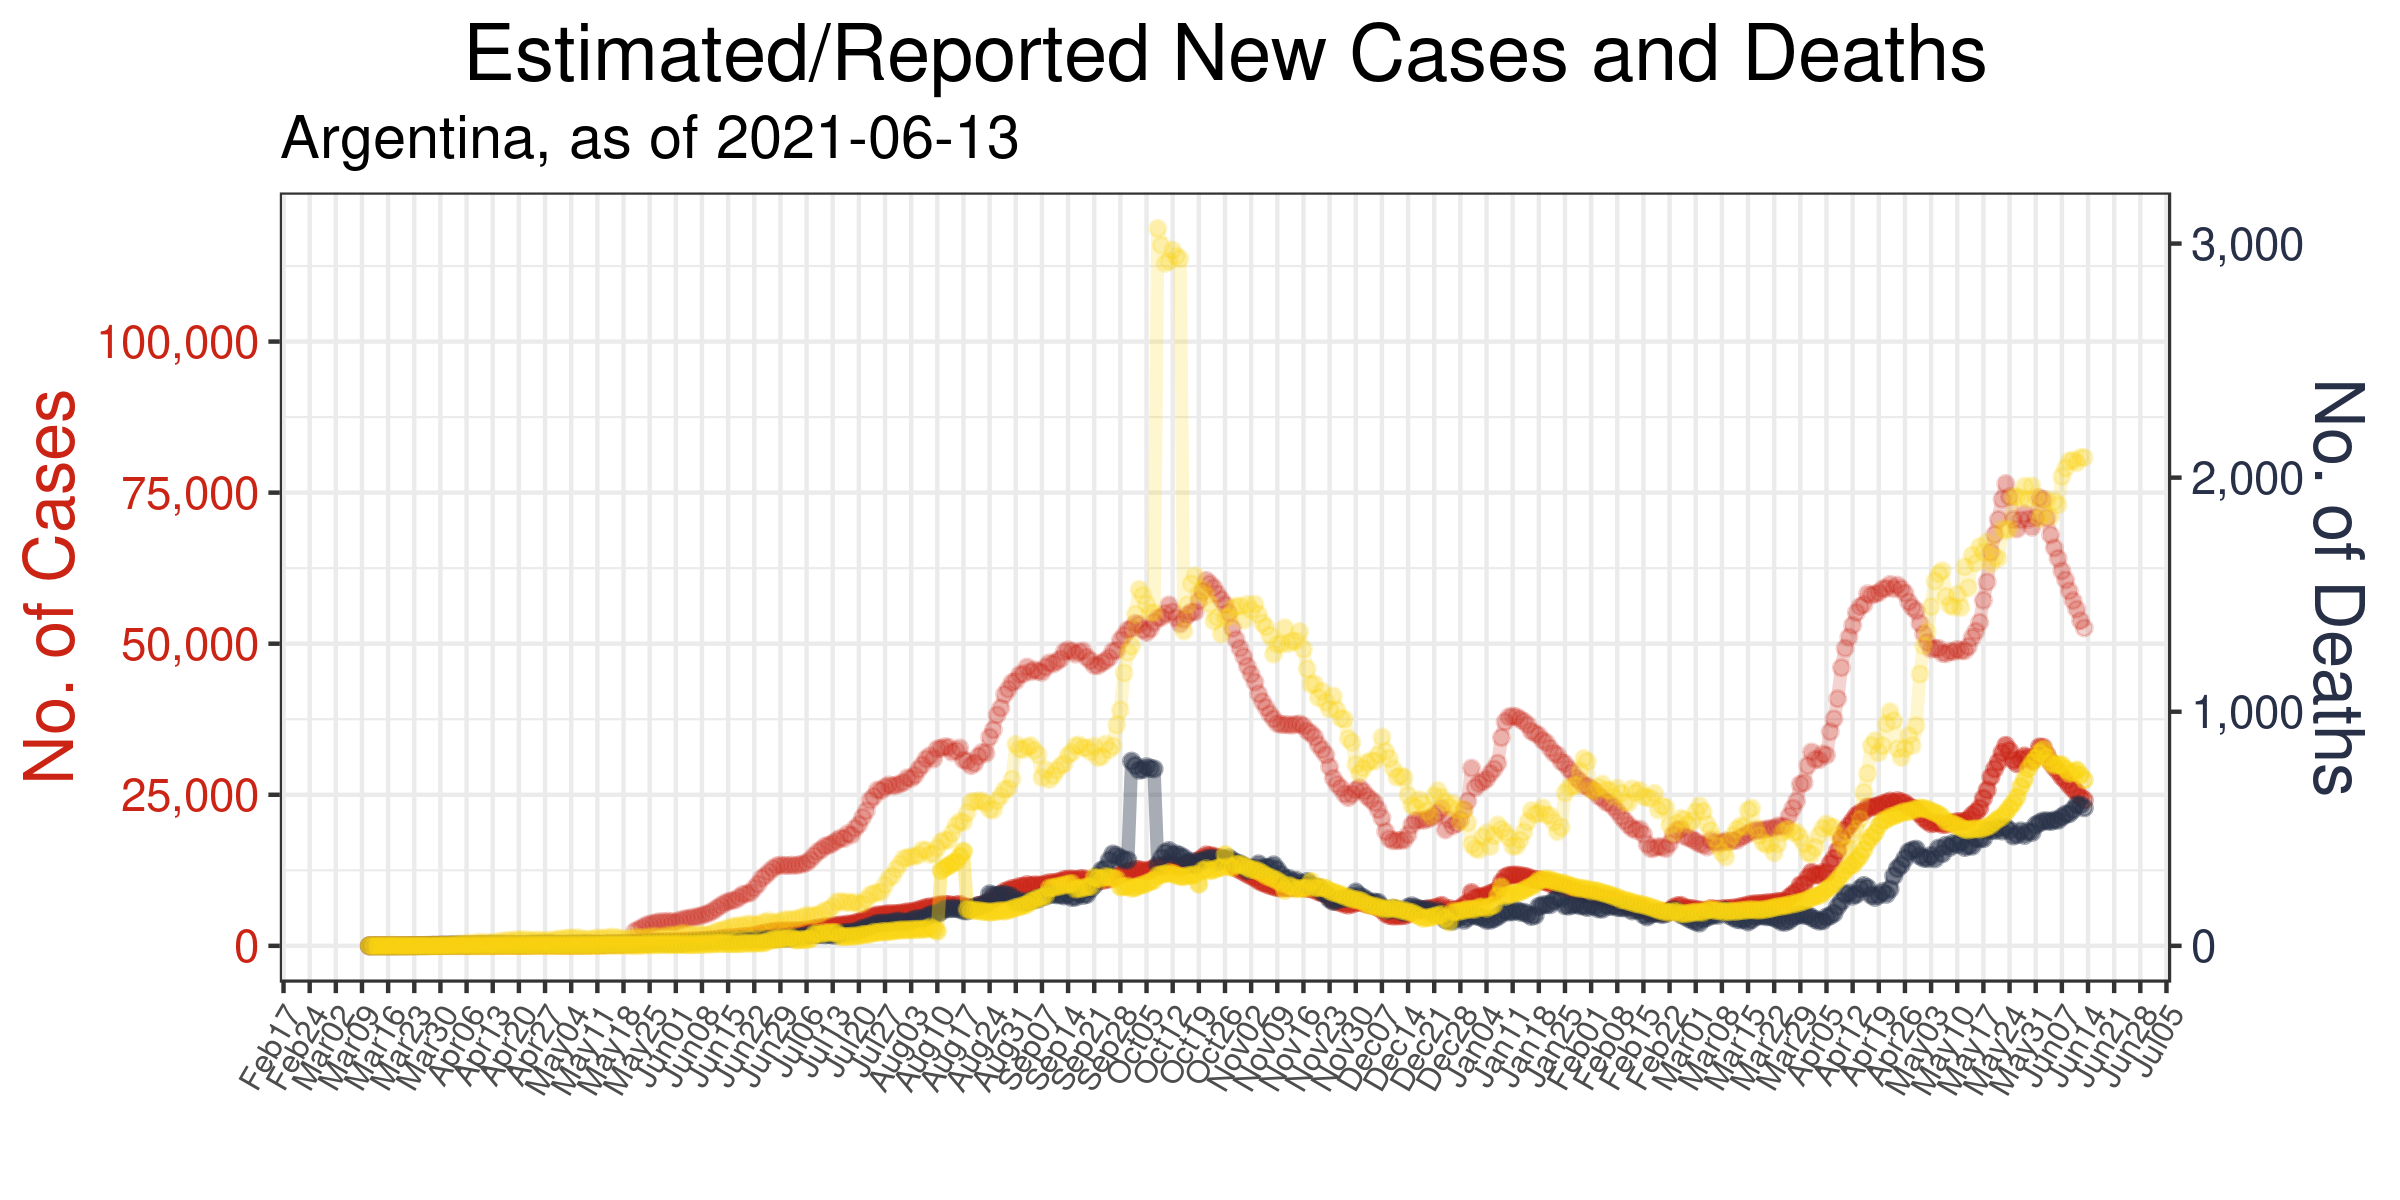 Estimated/Reported New Cases and Deaths
Argentina, as of 2021-06-13
No. of Cases
100,000
75,000
50,000
25,000
0
3,000
2,000
1,000
0
No. of Deaths
Feb17
Feb24
Mar02
Mar09
Mar16
Mar23
Mar30
Apr06
Apr13
Apr20
Apr27
May04
May11
May18
May25
Jun01
Jun08
Jun15
Jun22
Jun29
Jul06
Jul13
Jul20
Jul27
Aug03
Aug10
Aug17
Aug24
Aug31
Sep07
Sep14
Sep21
Sep28
Oct05
Oct12
Oct19
Oct26
Nov02
Nov09
Nov16
Nov23
Nov30
Dec07
Dec14
Dec21
Dec28
Jan04
Jan11
Jan18
Jan25
Feb01
Feb08
Feb15
Feb22
Mar01
Mar08
Mar15
Mar22
Mar29
Apr05
Apr12
Apr19
Apr26
May03
May10
May17
May24
May31
Jun07
Jun14
Jun21
Jun28
Jul05